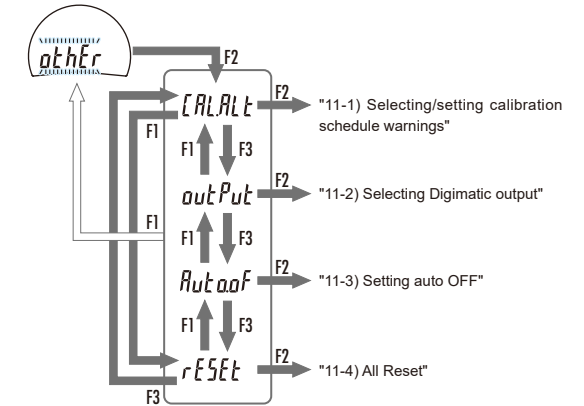 othEr
F2
CAL.ALt
F2
"11-1) Selecting/setting calibration
schedule warnings"
F1
F1
F3
outPut
F2
"11-2) Selecting Digimatic output"
F1
F1
F3
Auto.oF
F2
"11-3) Setting auto OFF"
F1
F3
rESEt
F2
"11-4) All Reset"
F3